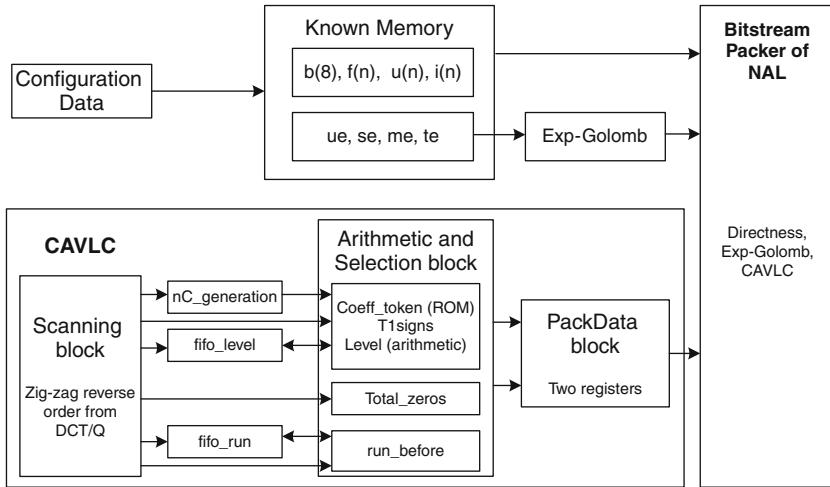 Known Memory
b(8), f(n), u(n), i(n)
ue, se, me, te
Configuration
Data
Exp-Golomb
Bitstream
Packer of
NAL
Directness,
Exp-Golomb,
CAVLC
CAVLC
Scanning
block
Zig-zag reverse
order from
DCT/Q
nC_generation
fifo_level
fifo_run
Arithmetic and
Selection block
Coeff_token (ROM)
T1signs
Level (arithmetic)
Total_zeros
run_before
PackData
block
Two registers